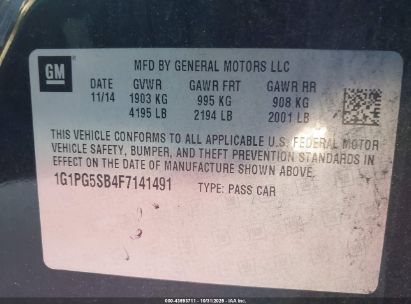 GM
MFD BY GENERAL MOTORS LLC
DATE GVWR GAWR FRT GAWR RR
11/14 1903 KG 995 KG 908 KG
4195 LB 2194 LB 2001 LB
THIS VEHICLE CONFORMS TO ALL APPLICABLE U.S. FEDERAL MOTOR
VEHICLE SAFETY, BUMPER, AND THEFT PREVENTION STANDARDS IN
EFFECT ON THE DATE OF MANUFACTURE SHOWN ABOVE.
1G1PG5SB4F7141491 TYPE: PASS CAR